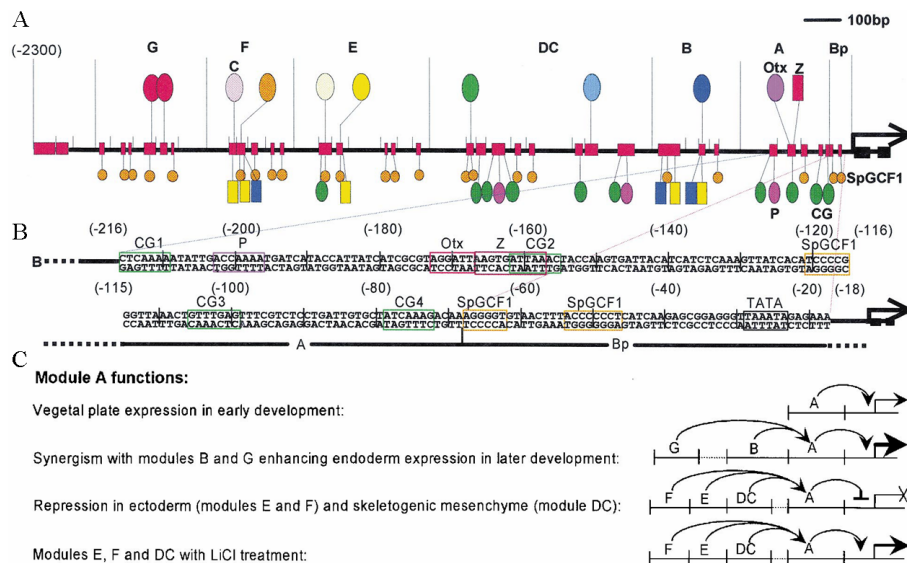 A
100bp
(-2300)
G F E DC B A Bp
C Otx Z
SpGCF1
P CG
B
(-216) (-200) (-180) (-160) (-140) (-120) (-116)
CG1 P Otx Z CG2 SpGCF1
B
CTCAAAAATATTTGACCAAAATGATCATACCATTATCATCGCGTAGGATTAAGTGATTAAACTACCAAGTGATTACATCATCTCAAAGTTATCACATCCCCG
GAGTTTTTATAACTGGTTTTACTAGTATGGTAATAGTAGCGCATCCTAATTCACTAATTTGATGGTTCACTAATGTAGTAGAGTTTCAATAGTGTAGGGGC
(-115) (-100) (-80) (-60) (-40) (-20) (-18)
CG3 CG4 SpGCF1 SpGCF1 TATA
A Bp
C
Module A functions:
Vegetal plate expression in early development:
A
Synergism with modules B and G enhancing endoderm expression in later development:
G B A
Repression in ectoderm (modules E and F) and skeletogenic mesenchyme (module DC):
F E DC A X
Modules E, F and DC with LiCl treatment:
F E DC A